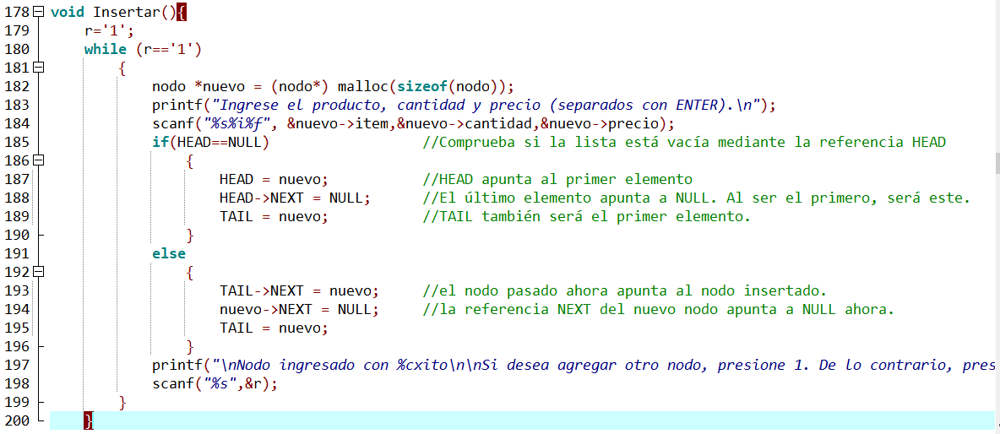 178 void Insertar(){
179 r='1';
180 while (r=='1')
181 {
182 nodo *nuevo = (nodo*) malloc(sizeof(nodo));
183 printf("Ingrese el producto, cantidad y precio (separados con ENTER).\n");
184 scanf("%s%i%f", &nuevo->item,&nuevo->cantidad,&nuevo->precio);
185 if(HEAD==NULL) //Comprueba si la lista está vacía mediante la referencia HEAD
186 {
187 HEAD = nuevo; //HEAD apunta al primer elemento
188 HEAD->NEXT = NULL; //El último elemento apunta a NULL. Al ser el primero, será este.
189 TAIL = nuevo; //TAIL también será el primer elemento.
190 }
191 else
192 {
193 TAIL->NEXT = nuevo; //el nodo pasado ahora apunta al nodo insertado.
194 nuevo->NEXT = NULL; //la referencia NEXT del nuevo nodo apunta a NULL ahora.
195 TAIL = nuevo;
196 }
197 printf("\nNodo ingresado con %cxito\n\nSi desea agregar otro nodo, presione 1. De lo contrario, pres
198 scanf("%s",&r);
199 }
200 }